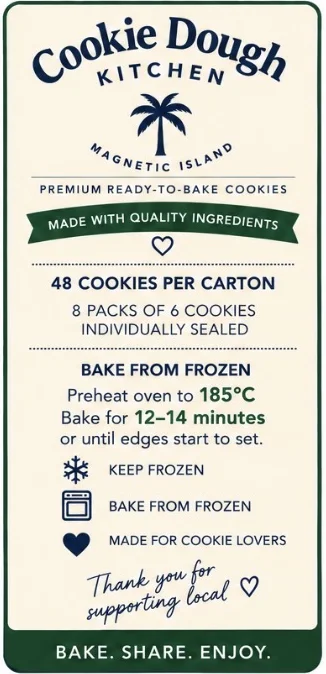 Cookie Dough
KITCHEN
MAGNETIC ISLAND
PREMIUM READY-TO-BAKE COOKIES
MADE WITH QUALITY INGREDIENTS
48 COOKIES PER CARTON
8 PACKS OF 6 COOKIES
INDIVIDUALLY SEALED
BAKE FROM FROZEN
Preheat oven to 185°C
Bake for 12–14 minutes
or until edges start to set.
KEEP FROZEN
BAKE FROM FROZEN
MADE FOR COOKIE LOVERS
Thank you for
supporting local
BAKE. SHARE. ENJOY.